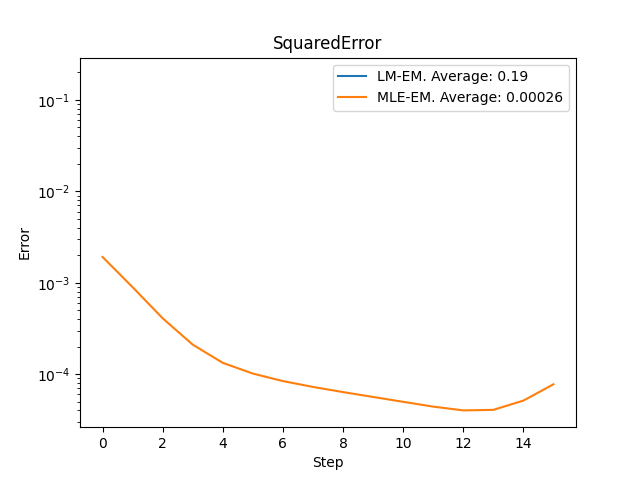 SquaredError
LM-EM. Average: 0.19
MLE-EM. Average: 0.00026
10^-1
10^-2
10^-3
10^-4
Error
0 2 4 6 8 10 12 14
Step